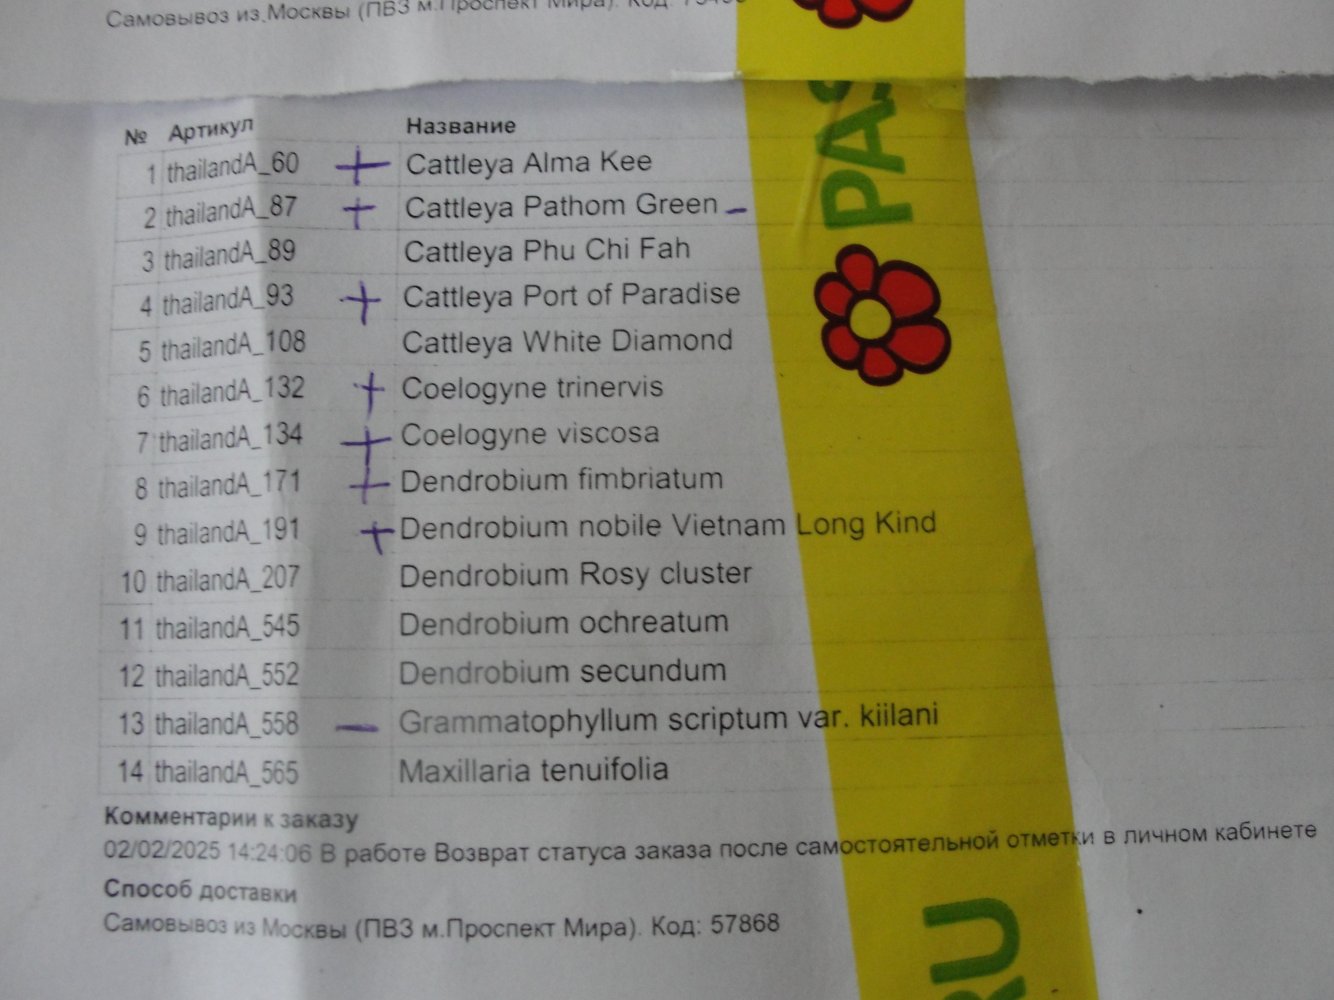 Самовывоз из Москвы (ПВЗ м.Проспект Мира). Код:
№ Артикул Название
1 thailandA_60 + Cattleya Alma Kee
2 thailandA_87 + Cattleya Pathom Green -
3 thailandA_89 Cattleya Phu Chi Fah
4 thailandA_93 + Cattleya Port of Paradise
5 thailandA_108 Cattleya White Diamond
6 thailandA_132 + Coelogyne trinervis
7 thailandA_134 + Coelogyne viscosa
8 thailandA_171 + Dendrobium fimbriatum
9 thailandA_191 + Dendrobium nobile Vietnam Long Kind
10 thailandA_207 Dendrobium Rosy cluster
11 thailandA_545 Dendrobium ochreatum
12 thailandA_552 Dendrobium secundum
13 thailandA_558 — Grammatophyllum scriptum var. kiilani
14 thailandA_565 Maxillaria tenuifolia
Комментарии к заказу
02/02/2025 14:24:06 В работе Возврат статуса заказа после самостоятельной отметки в личном кабинете
Способ доставки
Самовывоз из Москвы (ПВЗ м.Проспект Мира). Код: 57868
PAS
RU